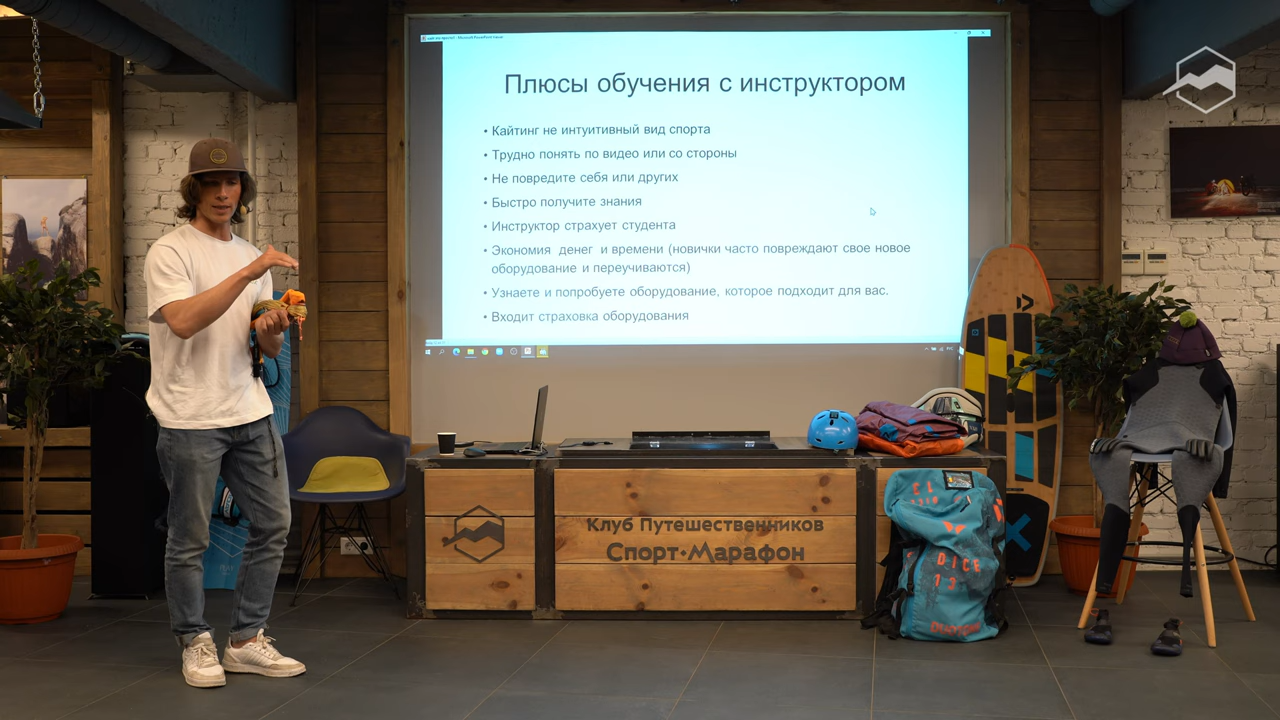 Плюсы обучения с инструктором
• Кайтинг не интуитивный вид спорта
• Трудно понять по видео или со стороны
• Не повредите себя или других
• Быстро получите знания
• Инструктор страхует студента
• Экономия денег и времени (новички часто повреждают свое новое
оборудование и переучиваются)
• Узнаете и попробуете оборудование, которое подходит для вас.
• Входит страховка оборудования
Клуб Путешественников
Спорт-Марафон
DICE
13
DUOTONE